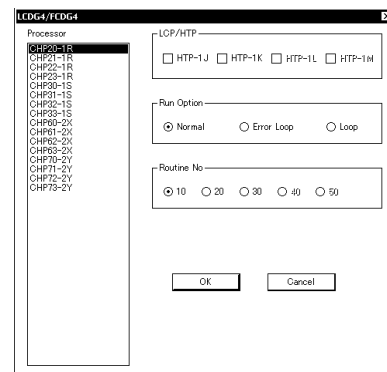 LCDG4/FCDG4
Processor
CHP20-1R
CHP21-1R
CHP22-1R
CHP23-1R
CHP30-1S
CHP31-1S
CHP32-1S
CHP33-1S
CHP60-2X
CHP61-2X
CHP62-2X
CHP63-2X
CHP70-2Y
CHP71-2Y
CHP72-2Y
CHP73-2Y
LCP/HTP
HTP-1J HTP-1K HTP-1L HTP-1M
Run Option
Normal Error Loop Loop
Routine No
10 20 30 40 50
OK Cancel